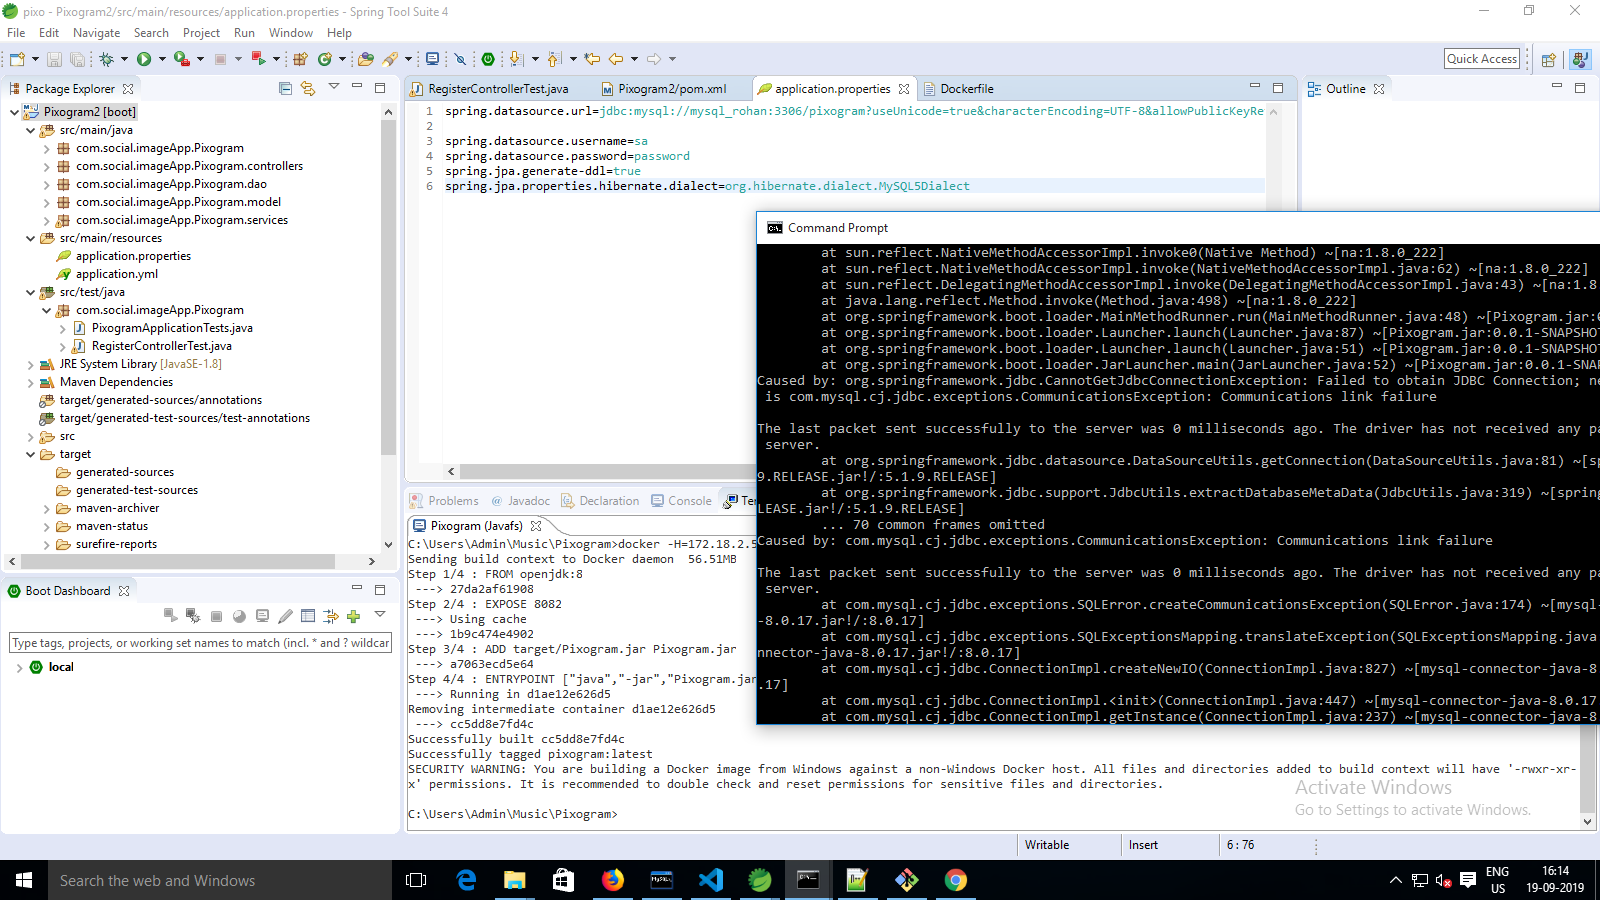 pixo - Pixogram2/src/main/resources/application.properties - Spring Tool Suite 4
File Edit Navigate Search Project Run Window Help
Quick Access
Package Explorer
Pixogram2 [boot]
src/main/java
com.social.imageApp.Pixogram
com.social.imageApp.Pixogram.controllers
com.social.imageApp.Pixogram.dao
com.social.imageApp.Pixogram.model
com.social.imageApp.Pixogram.services
src/main/resources
application.properties
application.yml
src/test/java
com.social.imageApp.Pixogram
PixogramApplicationTests.java
RegisterControllerTest.java
JRE System Library [JavaSE-1.8]
Maven Dependencies
target/generated-sources/annotations
target/generated-test-sources/test-annotations
src
target
generated-sources
generated-test-sources
maven-archiver
maven-status
surefire-reports
Boot Dashboard
Type tags, projects, or working set names to match (incl. * and ? wildcar
local
RegisterControllerTest.java Pixogram2/pom.xml application.properties Dockerfile
1 spring.datasource.url=jdbc:mysql://mysql_rohan:3306/pixogram?useUnicode=true&characterEncoding=UTF-8&allowPublicKeyRe
2
3 spring.datasource.username=sa
4 spring.datasource.password=password
5 spring.jpa.generate-ddl=true
6 spring.jpa.properties.hibernate.dialect=org.hibernate.dialect.MySQL5Dialect
Outline
Command Prompt
at sun.reflect.NativeMethodAccessorImpl.invoke0(Native Method) ~[na:1.8.0_222]
at sun.reflect.NativeMethodAccessorImpl.invoke(NativeMethodAccessorImpl.java:62) ~[na:1.8.0_222]
at sun.reflect.DelegatingMethodAccessorImpl.invoke(DelegatingMethodAccessorImpl.java:43) ~[na:1.8
at java.lang.reflect.Method.invoke(Method.java:498) ~[na:1.8.0_222]
at org.springframework.boot.loader.MainMethodRunner.run(MainMethodRunner.java:48) ~[Pixogram.jar:0
at org.springframework.boot.loader.Launcher.launch(Launcher.java:87) ~[Pixogram.jar:0.0.1-SNAPSHOT
at org.springframework.boot.loader.Launcher.launch(Launcher.java:51) ~[Pixogram.jar:0.0.1-SNAPSHOT
at org.springframework.boot.loader.JarLauncher.main(JarLauncher.java:52) ~[Pixogram.jar:0.0.1-SNAP
Caused by: org.springframework.jdbc.CannotGetJdbcConnectionException: Failed to obtain JDBC Connection; ne
is com.mysql.cj.jdbc.exceptions.CommunicationsException: Communications link failure
The last packet sent successfully to the server was 0 milliseconds ago. The driver has not received any pa
server.
at org.springframework.jdbc.datasource.DataSourceUtils.getConnection(DataSourceUtils.java:81) ~[sp
9.RELEASE.jar!/:5.1.9.RELEASE]
at org.springframework.jdbc.support.JdbcUtils.extractDatabaseMetaData(JdbcUtils.java:319) ~[spring
LEASE.jar!/:5.1.9.RELEASE]
... 70 common frames omitted
Caused by: com.mysql.cj.jdbc.exceptions.CommunicationsException: Communications link failure
The last packet sent successfully to the server was 0 milliseconds ago. The driver has not received any pa
server.
at com.mysql.cj.jdbc.exceptions.SQLError.createCommunicationsException(SQLError.java:174) ~[mysql-
-8.0.17.jar!/:8.0.17]
at com.mysql.cj.jdbc.exceptions.SQLExceptionsMapping.translateException(SQLExceptionsMapping.java
nnector-java-8.0.17.jar!/:8.0.17]
at com.mysql.cj.jdbc.ConnectionImpl.createNewIO(ConnectionImpl.java:827) ~[mysql-connector-java-8
.17]
at com.mysql.cj.jdbc.ConnectionImpl.<init>(ConnectionImpl.java:447) ~[mysql-connector-java-8.0.17
at com.mysql.cj.jdbc.ConnectionImpl.getInstance(ConnectionImpl.java:237) ~[mysql-connector-java-8
Problems Javadoc Declaration Console Ter
Pixogram (Javafs)
C:\Users\Admin\Music\Pixogram>docker -H=172.18.2.5
Sending build context to Docker daemon 56.51MB
Step 1/4 : FROM openjdk:8
---> 27da2af61908
Step 2/4 : EXPOSE 8082
---> Using cache
---> 1b9c474e4902
Step 3/4 : ADD target/Pixogram.jar Pixogram.jar
---> a7063ecd5e64
Step 4/4 : ENTRYPOINT ["java","-jar","Pixogram.jar
---> Running in d1ae12e626d5
Removing intermediate container d1ae12e626d5
---> cc5dd8e7fd4c
Successfully built cc5dd8e7fd4c
Successfully tagged pixogram:latest
SECURITY WARNING: You are building a Docker image from Windows against a non-Windows Docker host. All files and directories added to build context will have '-rwxr-xr-
x' permissions. It is recommended to double check and reset permissions for sensitive files and directories.
C:\Users\Admin\Music\Pixogram>
Activate Windows
Go to Settings to activate Windows.
Writable Insert 6 : 76
Search the web and Windows
ENG
US
16:14
19-09-2019